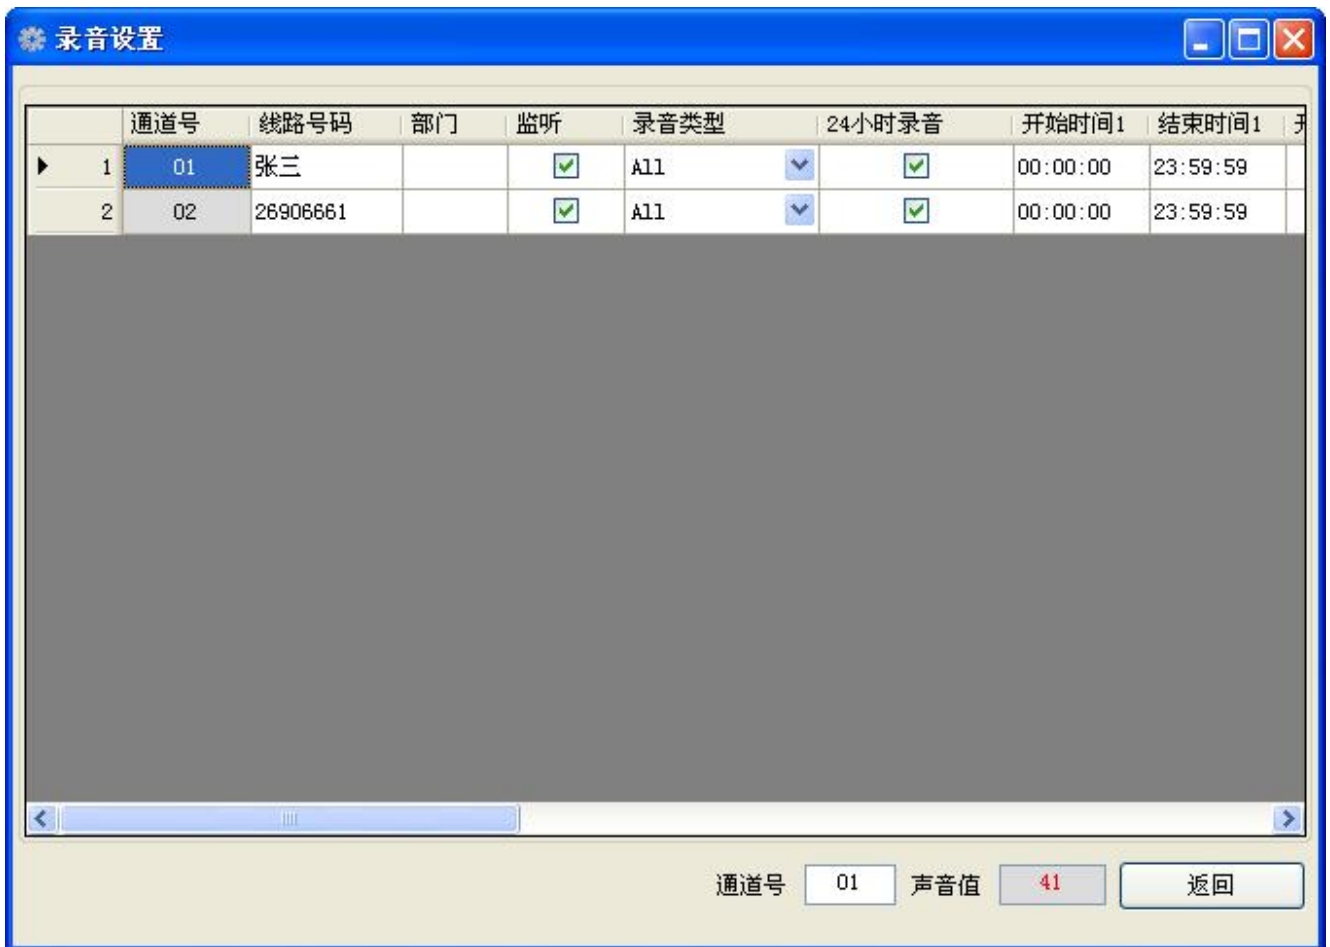 录音设置
通道号 线路号码 部门 监听 录音类型 24小时录音 开始时间1 结束时间1
1 01 张三 All 00:00:00 23:59:59
2 02 26906661 All 00:00:00 23:59:59
通道号 01 声音值 41 返回